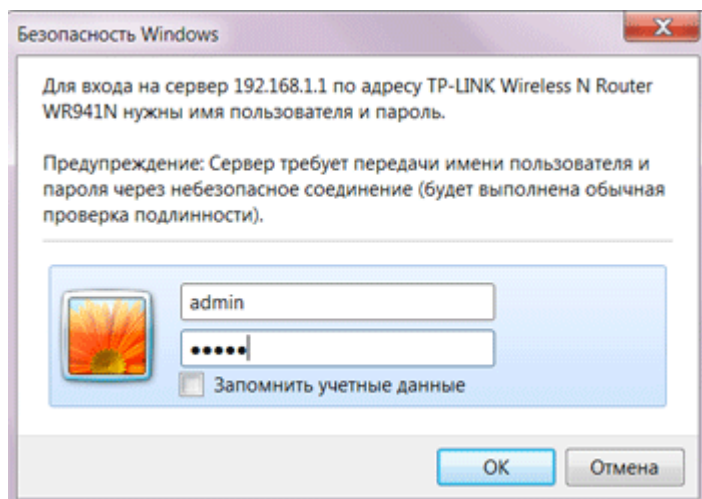 Безопасность Windows
Для входа на сервер 192.168.1.1 по адресу TP-LINK Wireless N Router
WR941N нужны имя пользователя и пароль.
Предупреждение: Сервер требует передачи имени пользователя и
пароля через небезопасное соединение (будет выполнена обычная
проверка подлинности).
admin
•••••
Запомнить учетные данные
ОК
Отмена